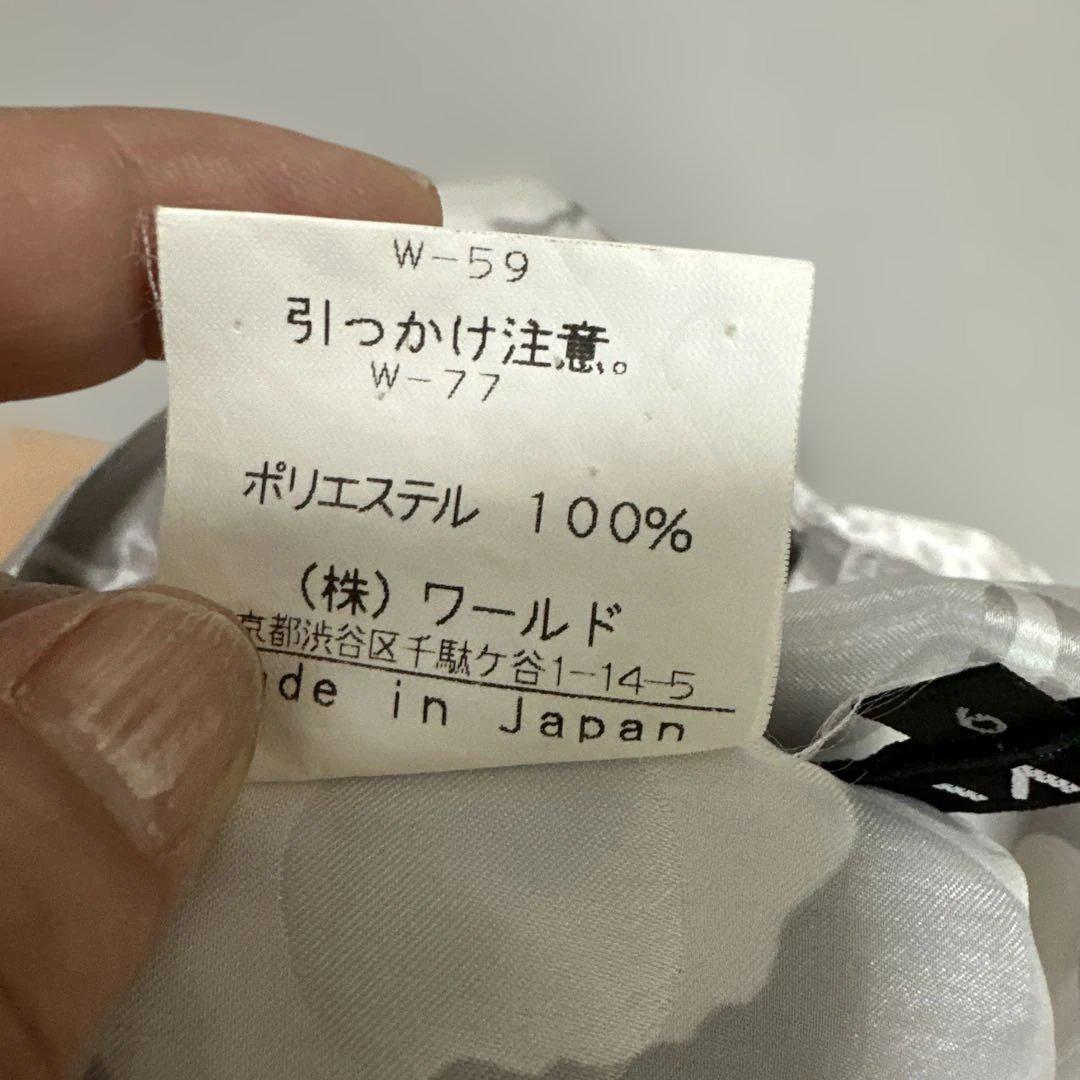 W-59
引っかけ注意。
W-77
ポリエステル 100%
(株)ワールド
京都渋谷区千駄ケ谷1-14-5
de in Japan
9